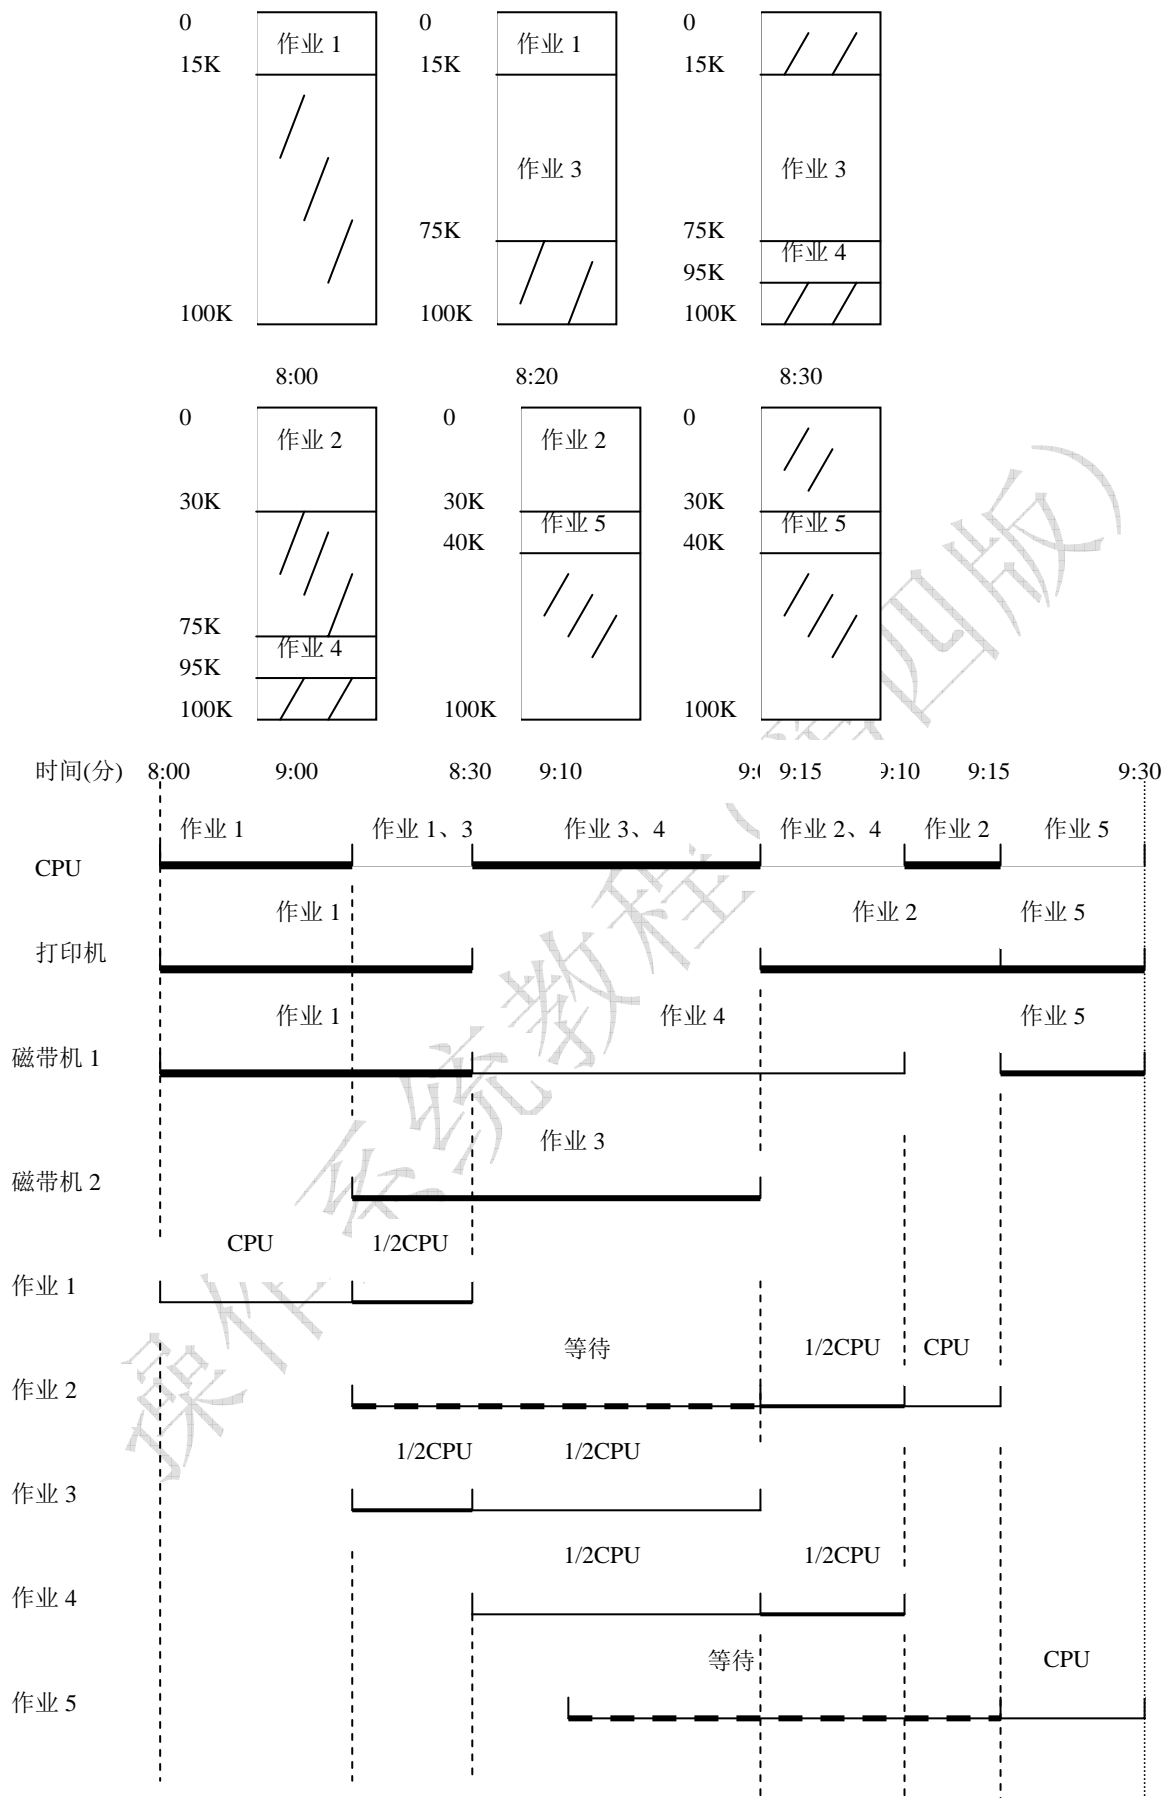 0 0 0
作业 1 作业 1
15K 15K 15K
作业 3 作业 3
75K 75K
作业 4
95K
100K 100K 100K
8:00 8:20 8:30
0 0 0
作业 2 作业 2
30K 30K 30K
作业 5 作业 5
40K 40K
75K
作业 4
95K
100K 100K 100K
时间(分) 8:00 9:00 8:30 9:10 9:0 9:15 9:10 9:15 9:30
作业 1 作业 1、3 作业 3、4 作业 2、4 作业 2 作业 5
CPU
作业 1 作业 2 作业 5
打印机
作业 1 作业 4 作业 5
磁带机 1
作业 3
磁带机 2
CPU 1/2CPU
作业 1
等待 1/2CPU CPU
作业 2
1/2CPU 1/2CPU
作业 3
1/2CPU 1/2CPU
作业 4
等待 CPU
作业 5